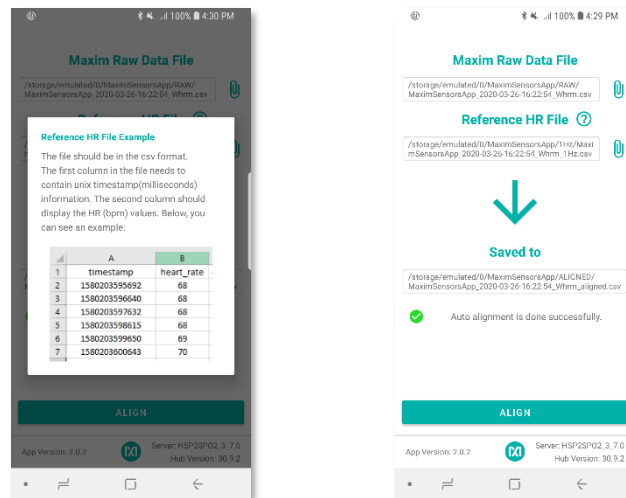 100% 4:30 PM
Maxim Raw Data File
/storage/emulated/0/MaximSensorsApp/RAW/
MaximSensorsApp_2020-03-26-16:22:54_Whrm.csv
Reference HR File Example
The file should be in the csv format.
The first column in the file needs to
contain unix timestamp(milliseconds)
information. The second column should
display the HR (bpm) values. Below, you
can see an example:
A B
1 timestamp heart_rate
2 1580203595692 68
3 1580203596640 68
4 1580203597632 68
5 1580203598615 68
6 1580203599650 69
7 1580203600643 70
ALIGN
App Version: 2.0.2
Server: HSP2SPO2_3_7.0
Hub Version: 30.9.2
100% 4:29 PM
Maxim Raw Data File
/storage/emulated/0/MaximSensorsApp/RAW/
MaximSensorsApp_2020-03-26-16:22:54_Whrm.csv
Reference HR File ?
/storage/emulated/0/MaximSensorsApp/1Hz/Maxi
mSensorsApp_2020-03-26-16:22:54_Whrm_1Hz.csv
Saved to
/storage/emulated/0/MaximSensorsApp/ALIGNED/
MaximSensorsApp_2020-03-26-16:22:54_Whrm_aligned.csv
Auto alignment is done successfully.
ALIGN
App Version: 2.0.2
Server: HSP2SPO2_3_7.0
Hub Version: 30.9.2